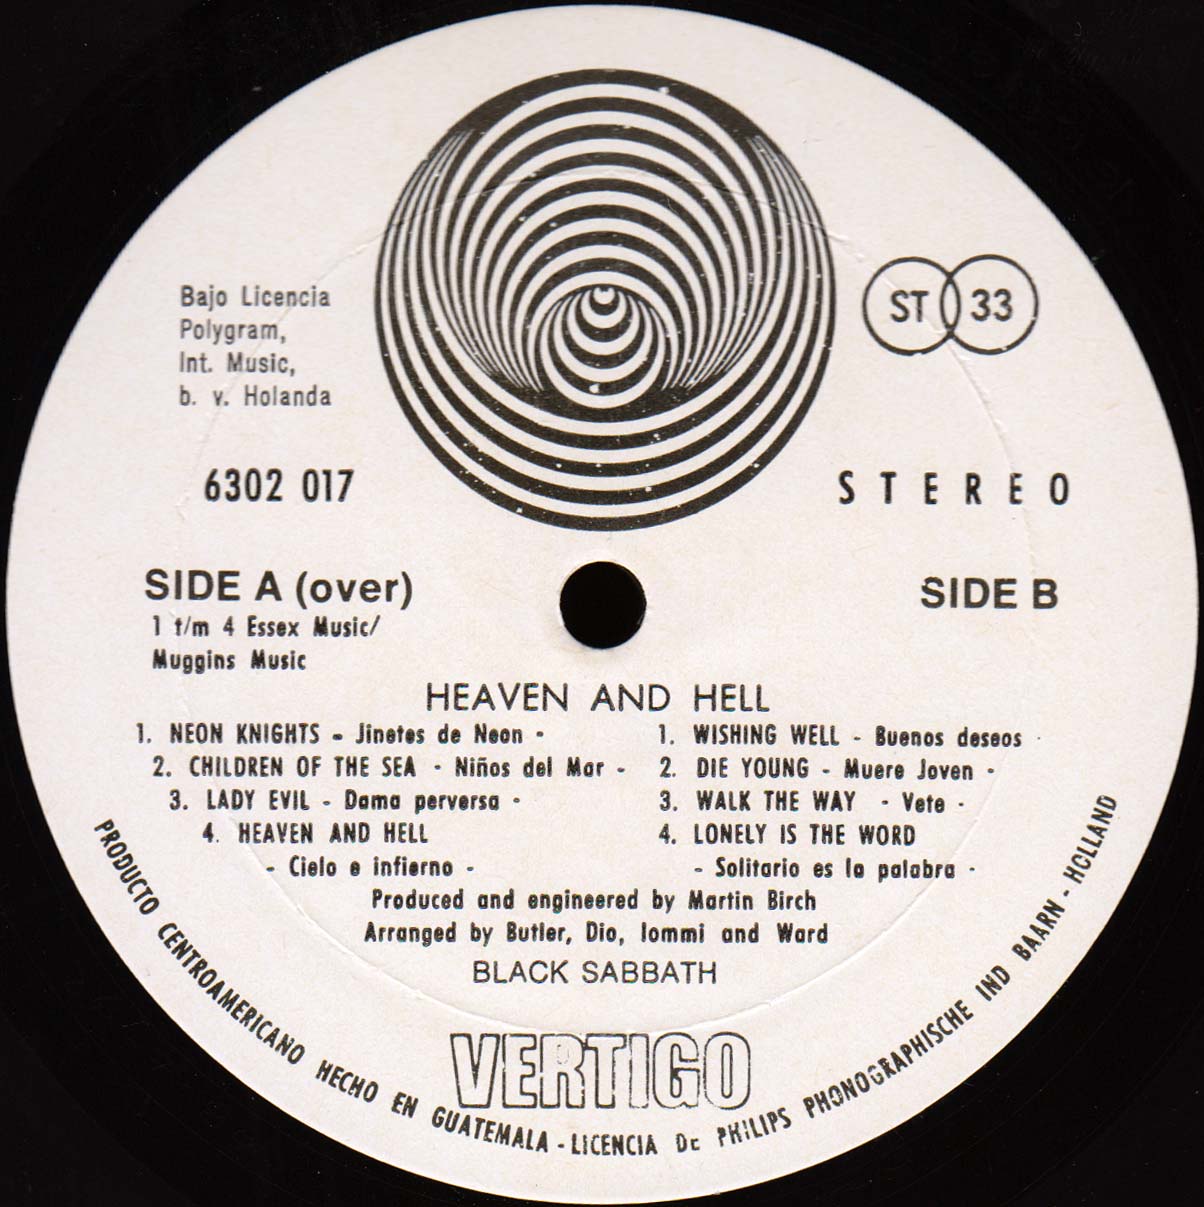 Bajo Licencia
Polygram,
Int. Music,
b. v. Holanda
ST 33
6302 017
STEREO
SIDE A (over)
1 t/m 4 Essex Music/
Muggins Music
SIDE B
HEAVEN AND HELL
1. NEON KNIGHTS - Jinetes de Neon -
2. CHILDREN OF THE SEA - Niños del Mar -
3. LADY EVIL - Dama perversa -
4. HEAVEN AND HELL
- Cielo e infierno -
1. WISHING WELL - Buenos deseos -
2. DIE YOUNG - Muere Joven -
3. WALK THE WAY - Vete -
4. LONELY IS THE WORD
- Solitario es la palabra -
Produced and engineered by Martin Birch
Arranged by Butler, Dio, Iommi and Ward
BLACK SABBATH
VERTIGO
PRODUCTO CENTROAMERICANO HECHO EN GUATEMALA - LICENCIA De PHILIPS PHONOGRAPHISCHE IND BAARN - HOLLAND